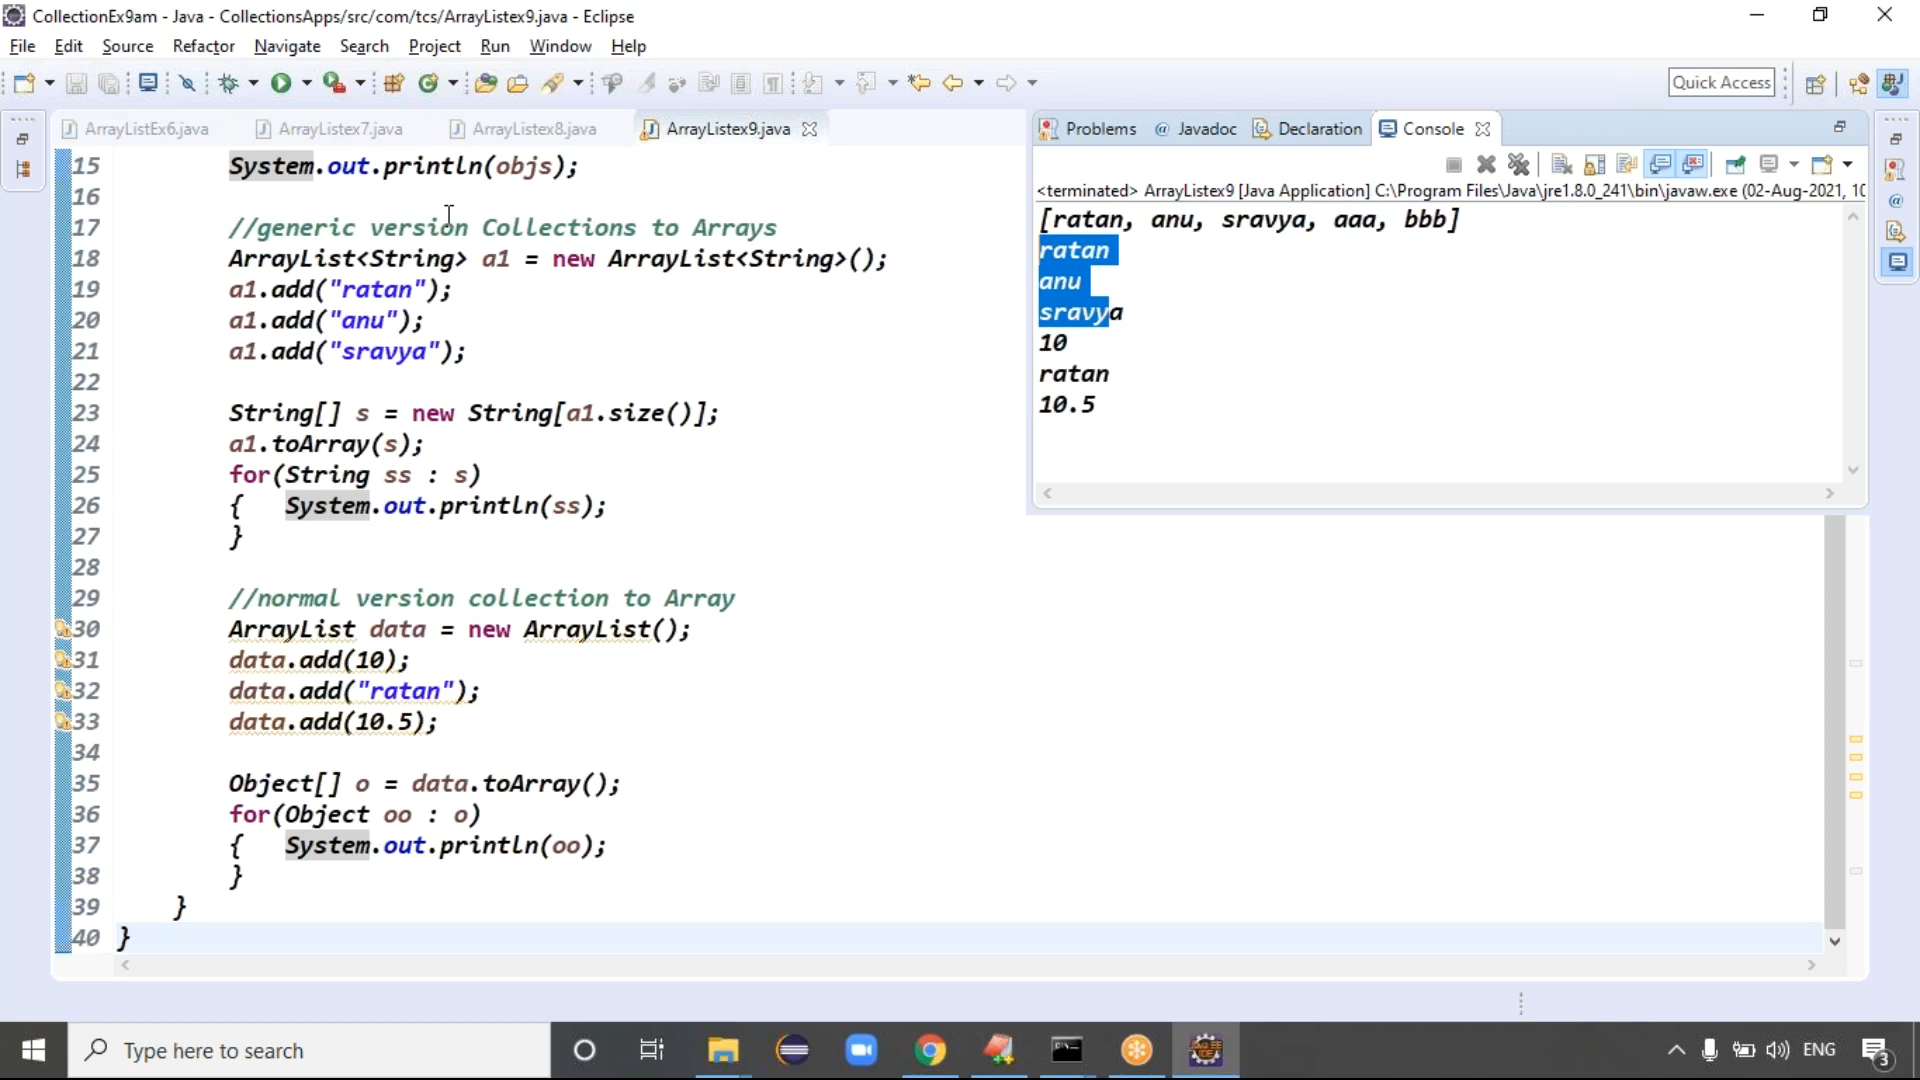 CollectionEx9am - Java - CollectionsApps/src/com/tcs/ArrayListex9.java - Eclipse
File Edit Source Refactor Navigate Search Project Run Window Help
Quick Access
ArrayListEx6.java ArrayListex7.java ArrayListex8.java ArrayListex9.java
15 System.out.println(objs);
16
17 //generic version Collections to Arrays
18 ArrayList<String> a1 = new ArrayList<String>();
19 a1.add("ratan");
20 a1.add("anu");
21 a1.add("sravya");
22
23 String[] s = new String[a1.size()];
24 a1.toArray(s);
25 for(String ss : s)
26 { System.out.println(ss);
27 }
28
29 //normal version collection to Array
30 ArrayList data = new ArrayList();
31 data.add(10);
32 data.add("ratan");
33 data.add(10.5);
34
35 Object[] o = data.toArray();
36 for(Object oo : o)
37 { System.out.println(oo);
38 }
39 }
40 }
Problems @ Javadoc Declaration Console
<terminated> ArrayListex9 [Java Application] C:\Program Files\Java\jre1.8.0_241\bin\javaw.exe (02-Aug-2021, 10
[ratan, anu, sravya, aaa, bbb]
ratan
anu
sravya
10
ratan
10.5
Type here to search
ENG
3